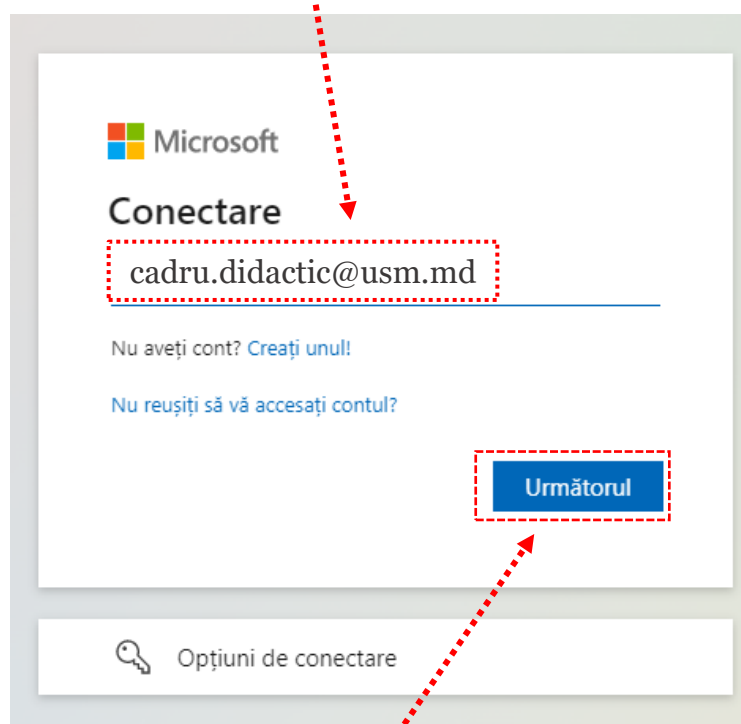 Microsoft
Conectare
cadru.didactic@usm.md
Nu aveți cont? Creați unul!
Nu reușiți să vă accesați contul?
Următorul
Opțiuni de conectare